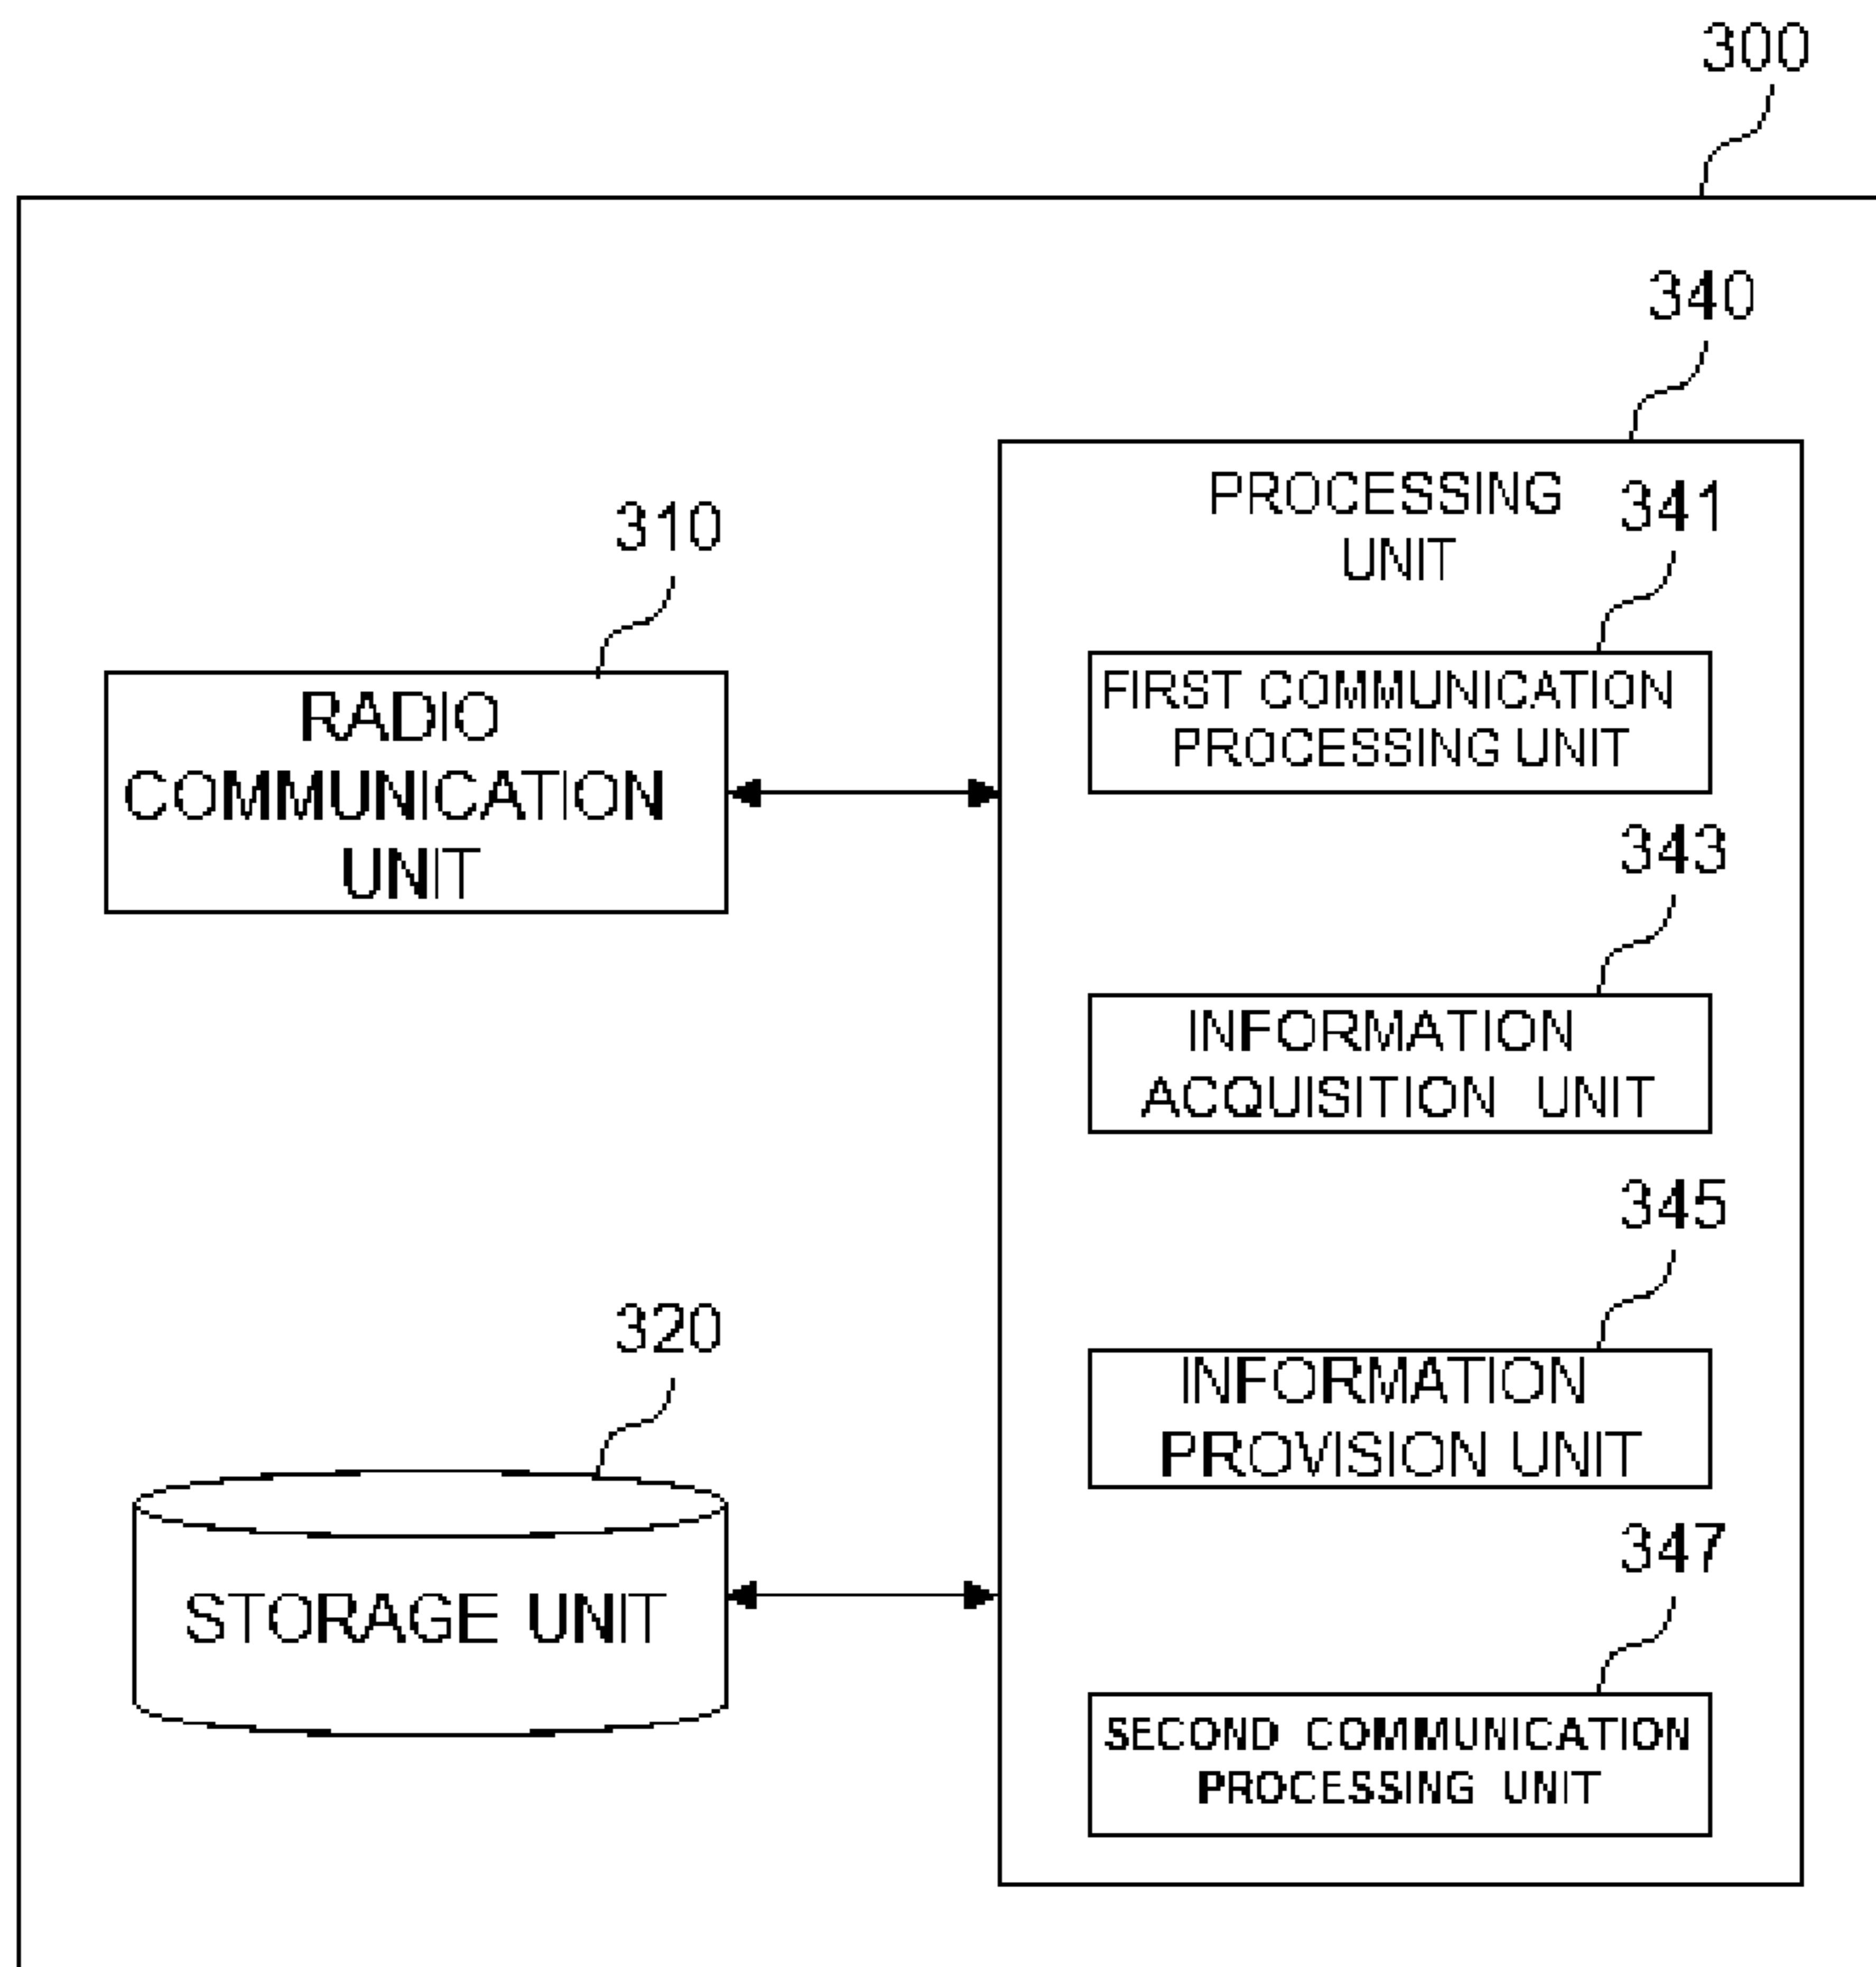 300
340
PROCESSING
UNIT
341
FIRST COMMUNICATION
PROCESSING UNIT
310
RADIO
COMMUNICATION
UNIT
343
INFORMATION
ACQUISITION UNIT
345
INFORMATION
PROVISION UNIT
320
STORAGE UNIT
347
SECOND COMMUNICATION
PROCESSING UNIT